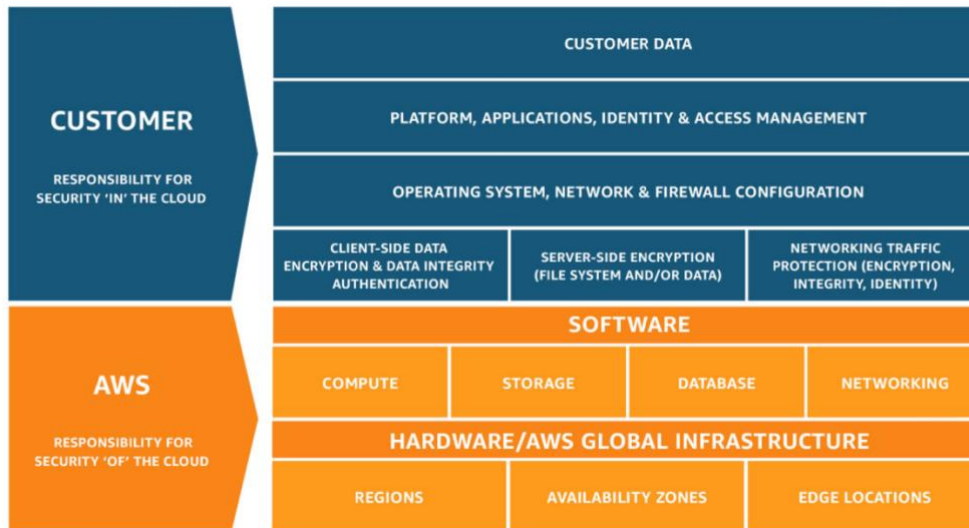 CUSTOMER
RESPONSIBILITY FOR
SECURITY ‘IN’ THE CLOUD
CUSTOMER DATA
PLATFORM, APPLICATIONS, IDENTITY & ACCESS MANAGEMENT
OPERATING SYSTEM, NETWORK & FIREWALL CONFIGURATION
CLIENT-SIDE DATA
ENCRYPTION & DATA INTEGRITY
AUTHENTICATION
SERVER-SIDE ENCRYPTION
(FILE SYSTEM AND/OR DATA)
NETWORKING TRAFFIC
PROTECTION (ENCRYPTION,
INTEGRITY, IDENTITY)
AWS
RESPONSIBILITY FOR
SECURITY ‘OF’ THE CLOUD
SOFTWARE
COMPUTE
STORAGE
DATABASE
NETWORKING
HARDWARE/AWS GLOBAL INFRASTRUCTURE
REGIONS
AVAILABILITY ZONES
EDGE LOCATIONS